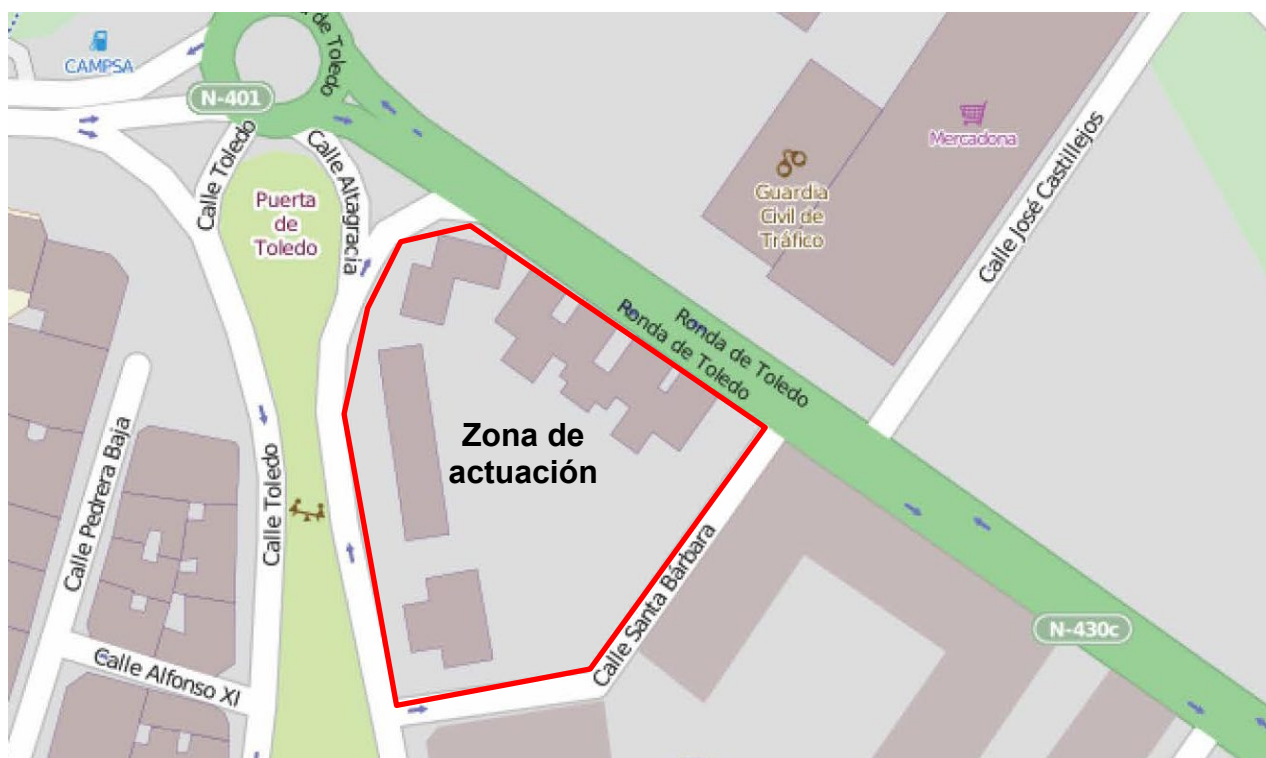 de Toledo
CAMPSA
N-401
Calle Toledo
Calle Altagracia
Puerta
de
Toledo
Mercadona
Guardia
Civil de
Tráfico
Calle José Castillejos
Ronda de Toledo
Ronda de Toledo
Zona de
actuación
Calle Pedrera Baja
Calle Toledo
Calle Santa Bárbara
N-430c
Calle Alfonso XI